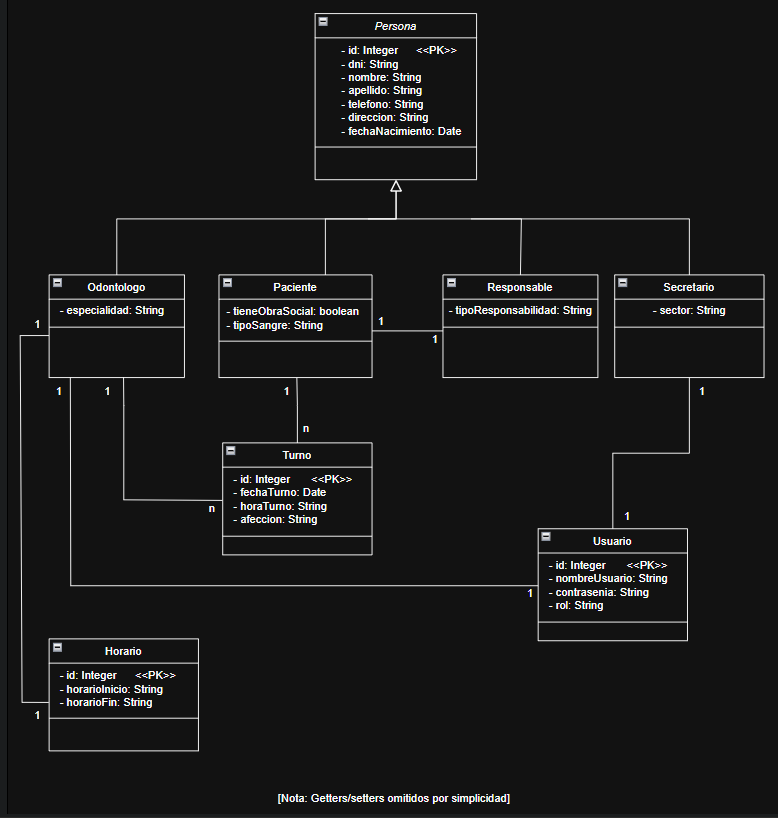 Persona
- id: Integer <<PK>>
- dni: String
- nombre: String
- apellido: String
- telefono: String
- direccion: String
- fechaNacimiento: Date
Odontologo
- especialidad: String
Paciente
- tieneObraSocial: boolean
- tipoSangre: String
Responsable
- tipoResponsabilidad: String
Secretario
- sector: String
1
1
1
1
1
1
1
n
Turno
- id: Integer <<PK>>
- fechaTurno: Date
- horaTurno: String
- afeccion: String
n
1
Usuario
- id: Integer <<PK>>
- nombreUsuario: String
- contrasenia: String
- rol: String
1
Horario
- id: Integer <<PK>>
- horarioInicio: String
- horarioFin: String
1
[Nota: Getters/setters omitidos por simplicidad]